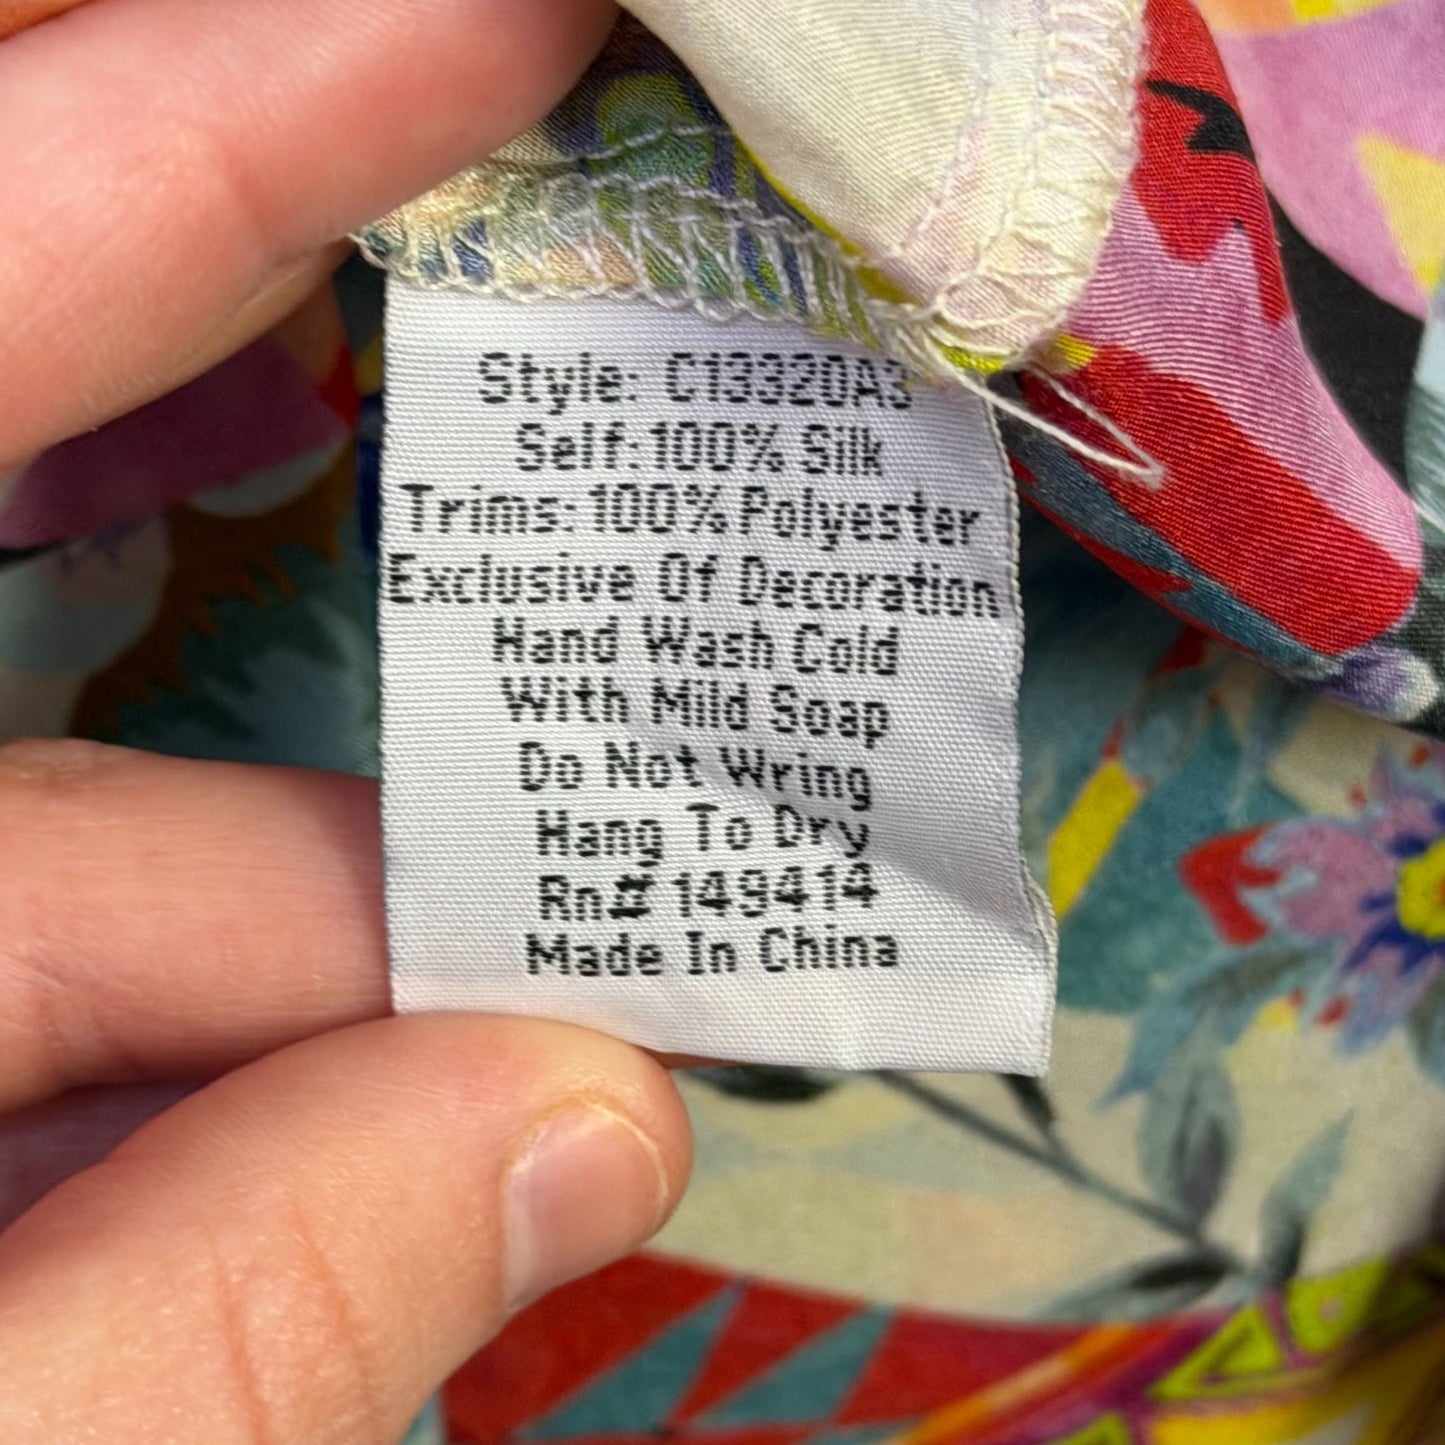 Style: C13320A3
Self:100% Silk
Trims:100% Polyester
Exclusive Of Decoration
Hand Wash Cold
With Mild Soap
Do Not Wring
Hang To Dry
Rn# 149414
Made In China